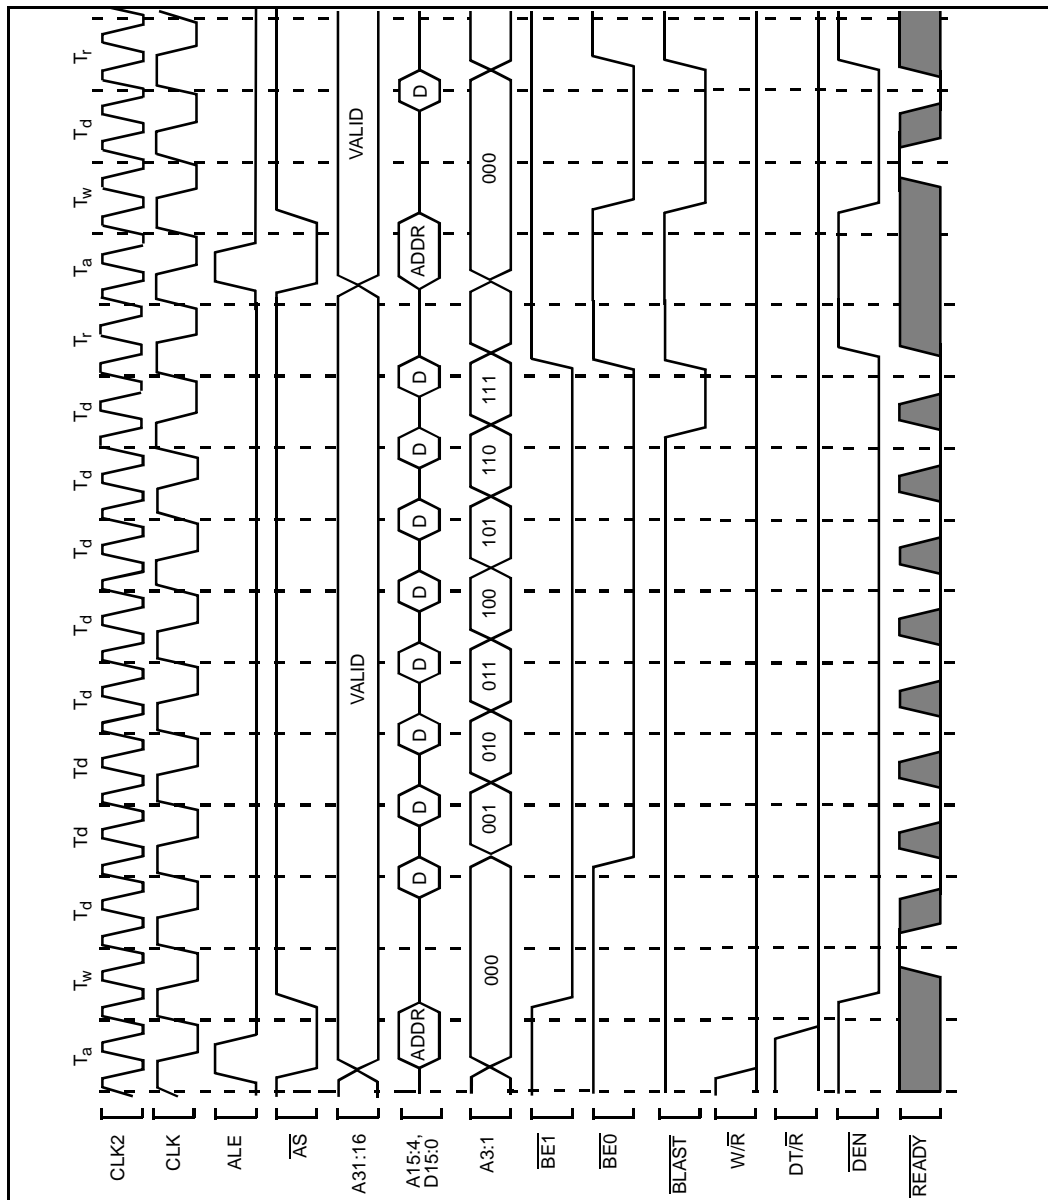 Ta Tw Td Td Td Td Td Td Td Td Tr Ta Tw Td Tr
CLK2
CLK
ALE
AS
A31:16 VALID VALID
A15:4,
D15:0 ADDR D D D D D D D D ADDR D
A3:1 000 001 010 011 100 101 110 111 000
BE1
BE0
BLAST
W/R
DT/R
DEN
READY